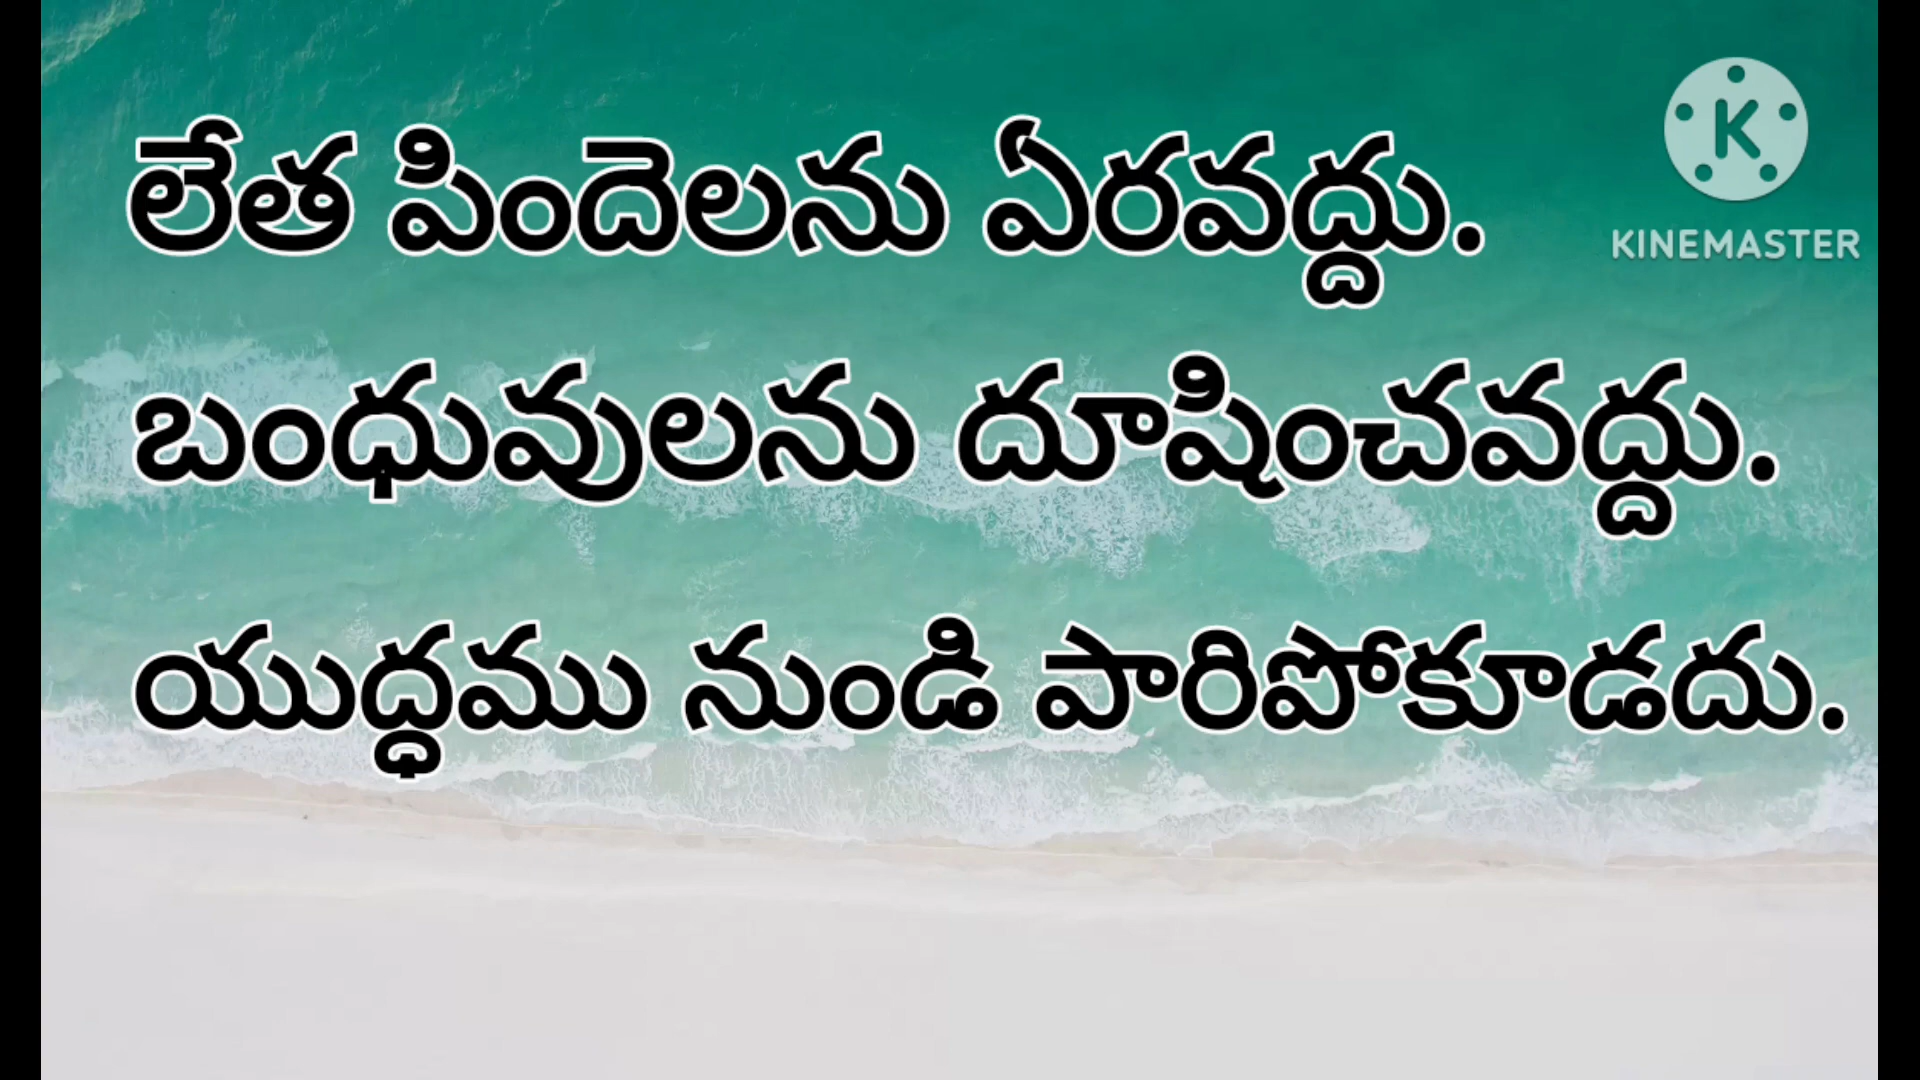 లేత పిందెలను ఏరవద్దు.
బంధువులను దూషించవద్దు.
యుద్ధము నుండి పారిపోకూడదు.
K
KINEMASTER